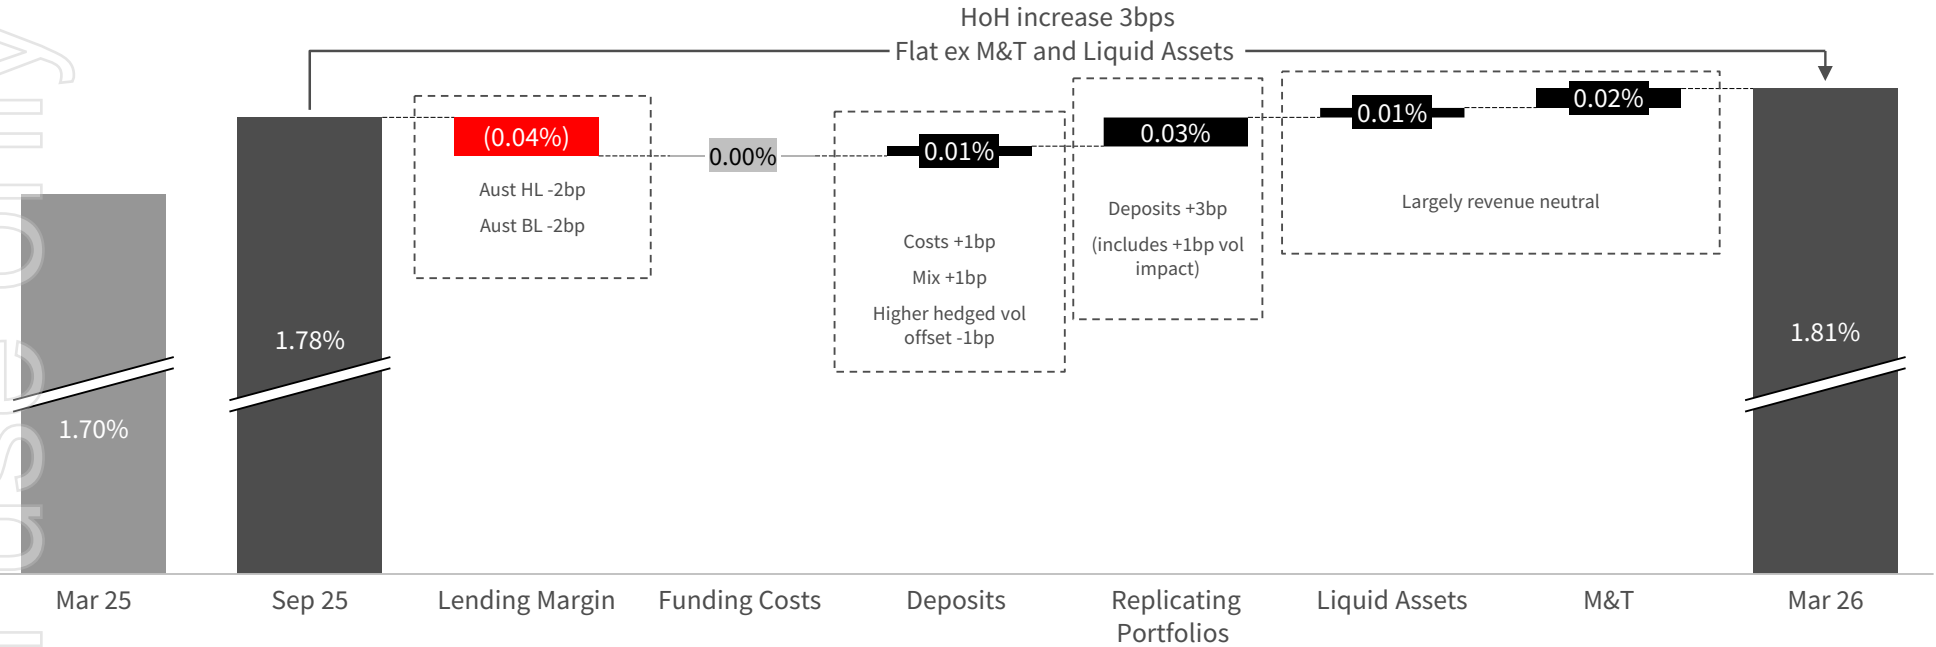 HoH increase 3bps
Flat ex M&T and Liquid Assets
1.70%
1.78%
(0.04%)
Aust HL -2bp
Aust BL -2bp
0.00%
0.01%
Costs +1bp
Mix +1bp
Higher hedged vol
offset -1bp
0.03%
Deposits +3bp
(includes +1bp vol
impact)
0.01%
0.02%
Largely revenue neutral
1.81%
Mar 25
Sep 25
Lending Margin
Funding Costs
Deposits
Replicating
Portfolios
Liquid Assets
M&T
Mar 26
use only